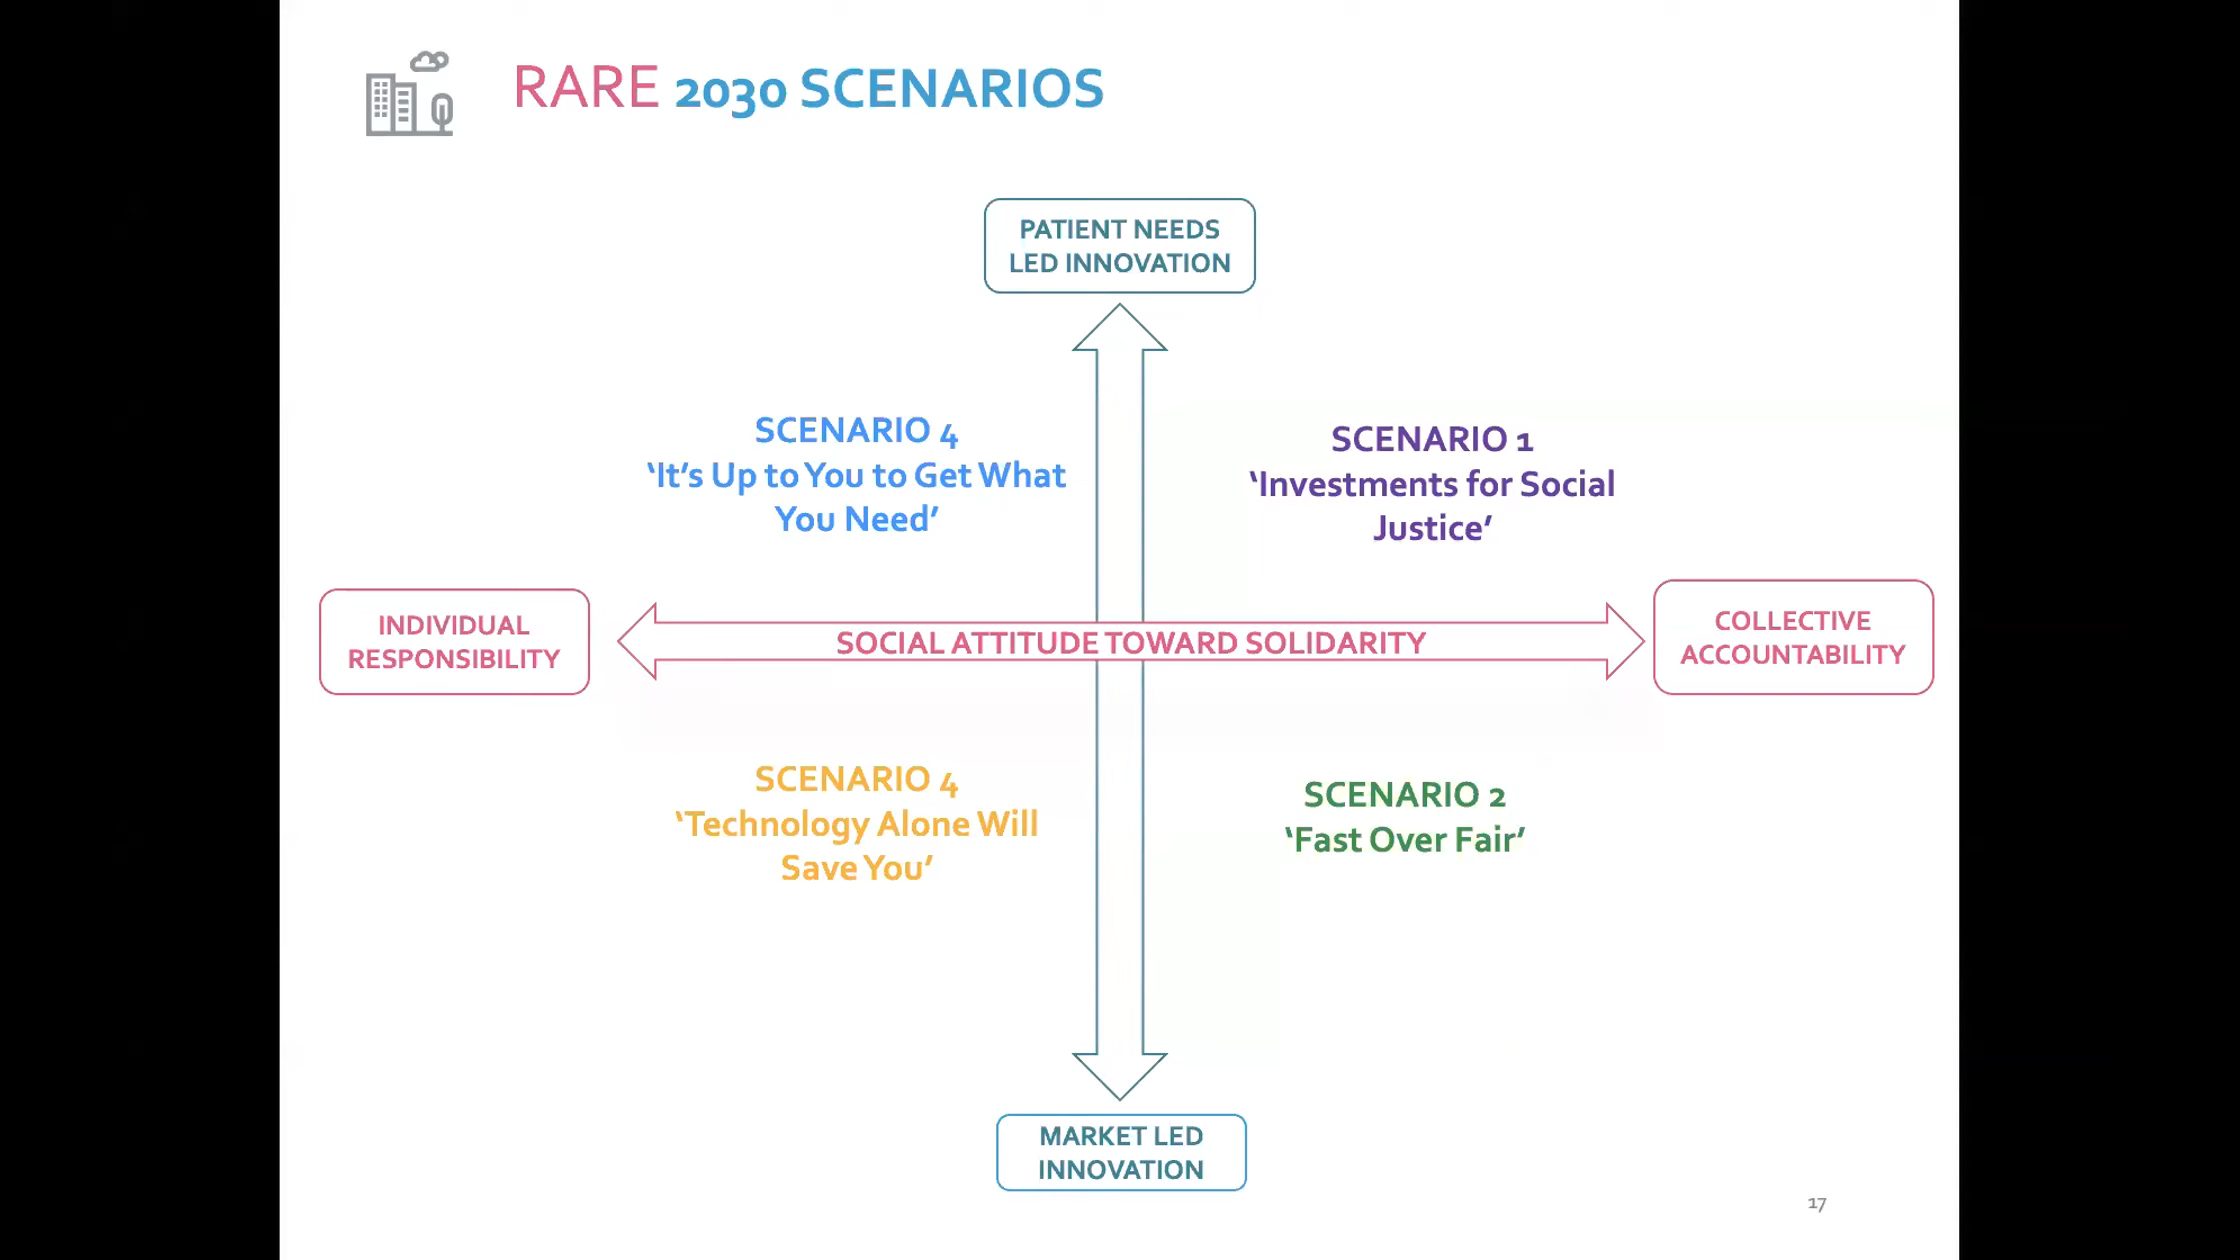 RARE 2030 SCENARIOS
PATIENT NEEDS
LED INNOVATION
SCENARIO 4
‘It’s Up to You to Get What
You Need’
SCENARIO 1
‘Investments for Social
Justice’
INDIVIDUAL
RESPONSIBILITY
SOCIAL ATTITUDE TOWARD SOLIDARITY
COLLECTIVE
ACCOUNTABILITY
SCENARIO 4
‘Technology Alone Will
Save You’
SCENARIO 2
‘Fast Over Fair’
MARKET LED
INNOVATION
17